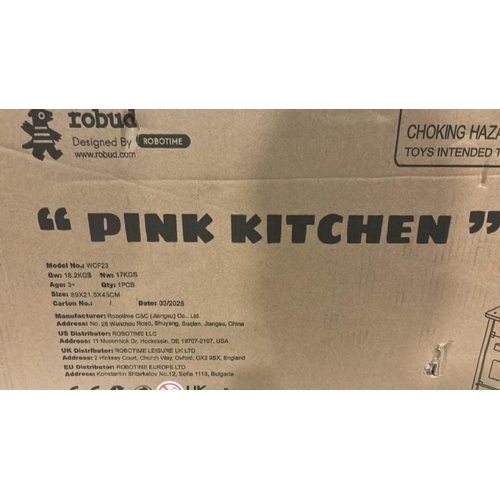 robud
Designed By ROBOTIME
www.robud.com
CHOKING HAZA
TOYS INTENDED T
“ PINK KITCHEN ”
Model No.: WCF23
Gw: 19.2KGS Nw: 17KGS
Age: 3+ Qty: 1PCS
Size: 89X21.5X45CM
Carton No.: / Date: 03/2026
Manufacturer: Robotime C&C (Jiangsu) Co., Ltd.
Address: No. 28 Wenzhou Road, Shuyang, Suqian, Jiangsu, China
US Distributor: ROBOTIME LLC
Address: 11 Mccormick Dr, Hockessin, DE 19707-2107, USA
UK Distributor: ROBOTIME LEISURE UK LTD
Address: 2 Hinksey Court, Church Way, Oxford, OX2 9SX, England
EU Distributor: ROBOTIME EUROPE LTD
Address: Konstantin Shtarkelov No.12, Sofia 1113, Bulgaria